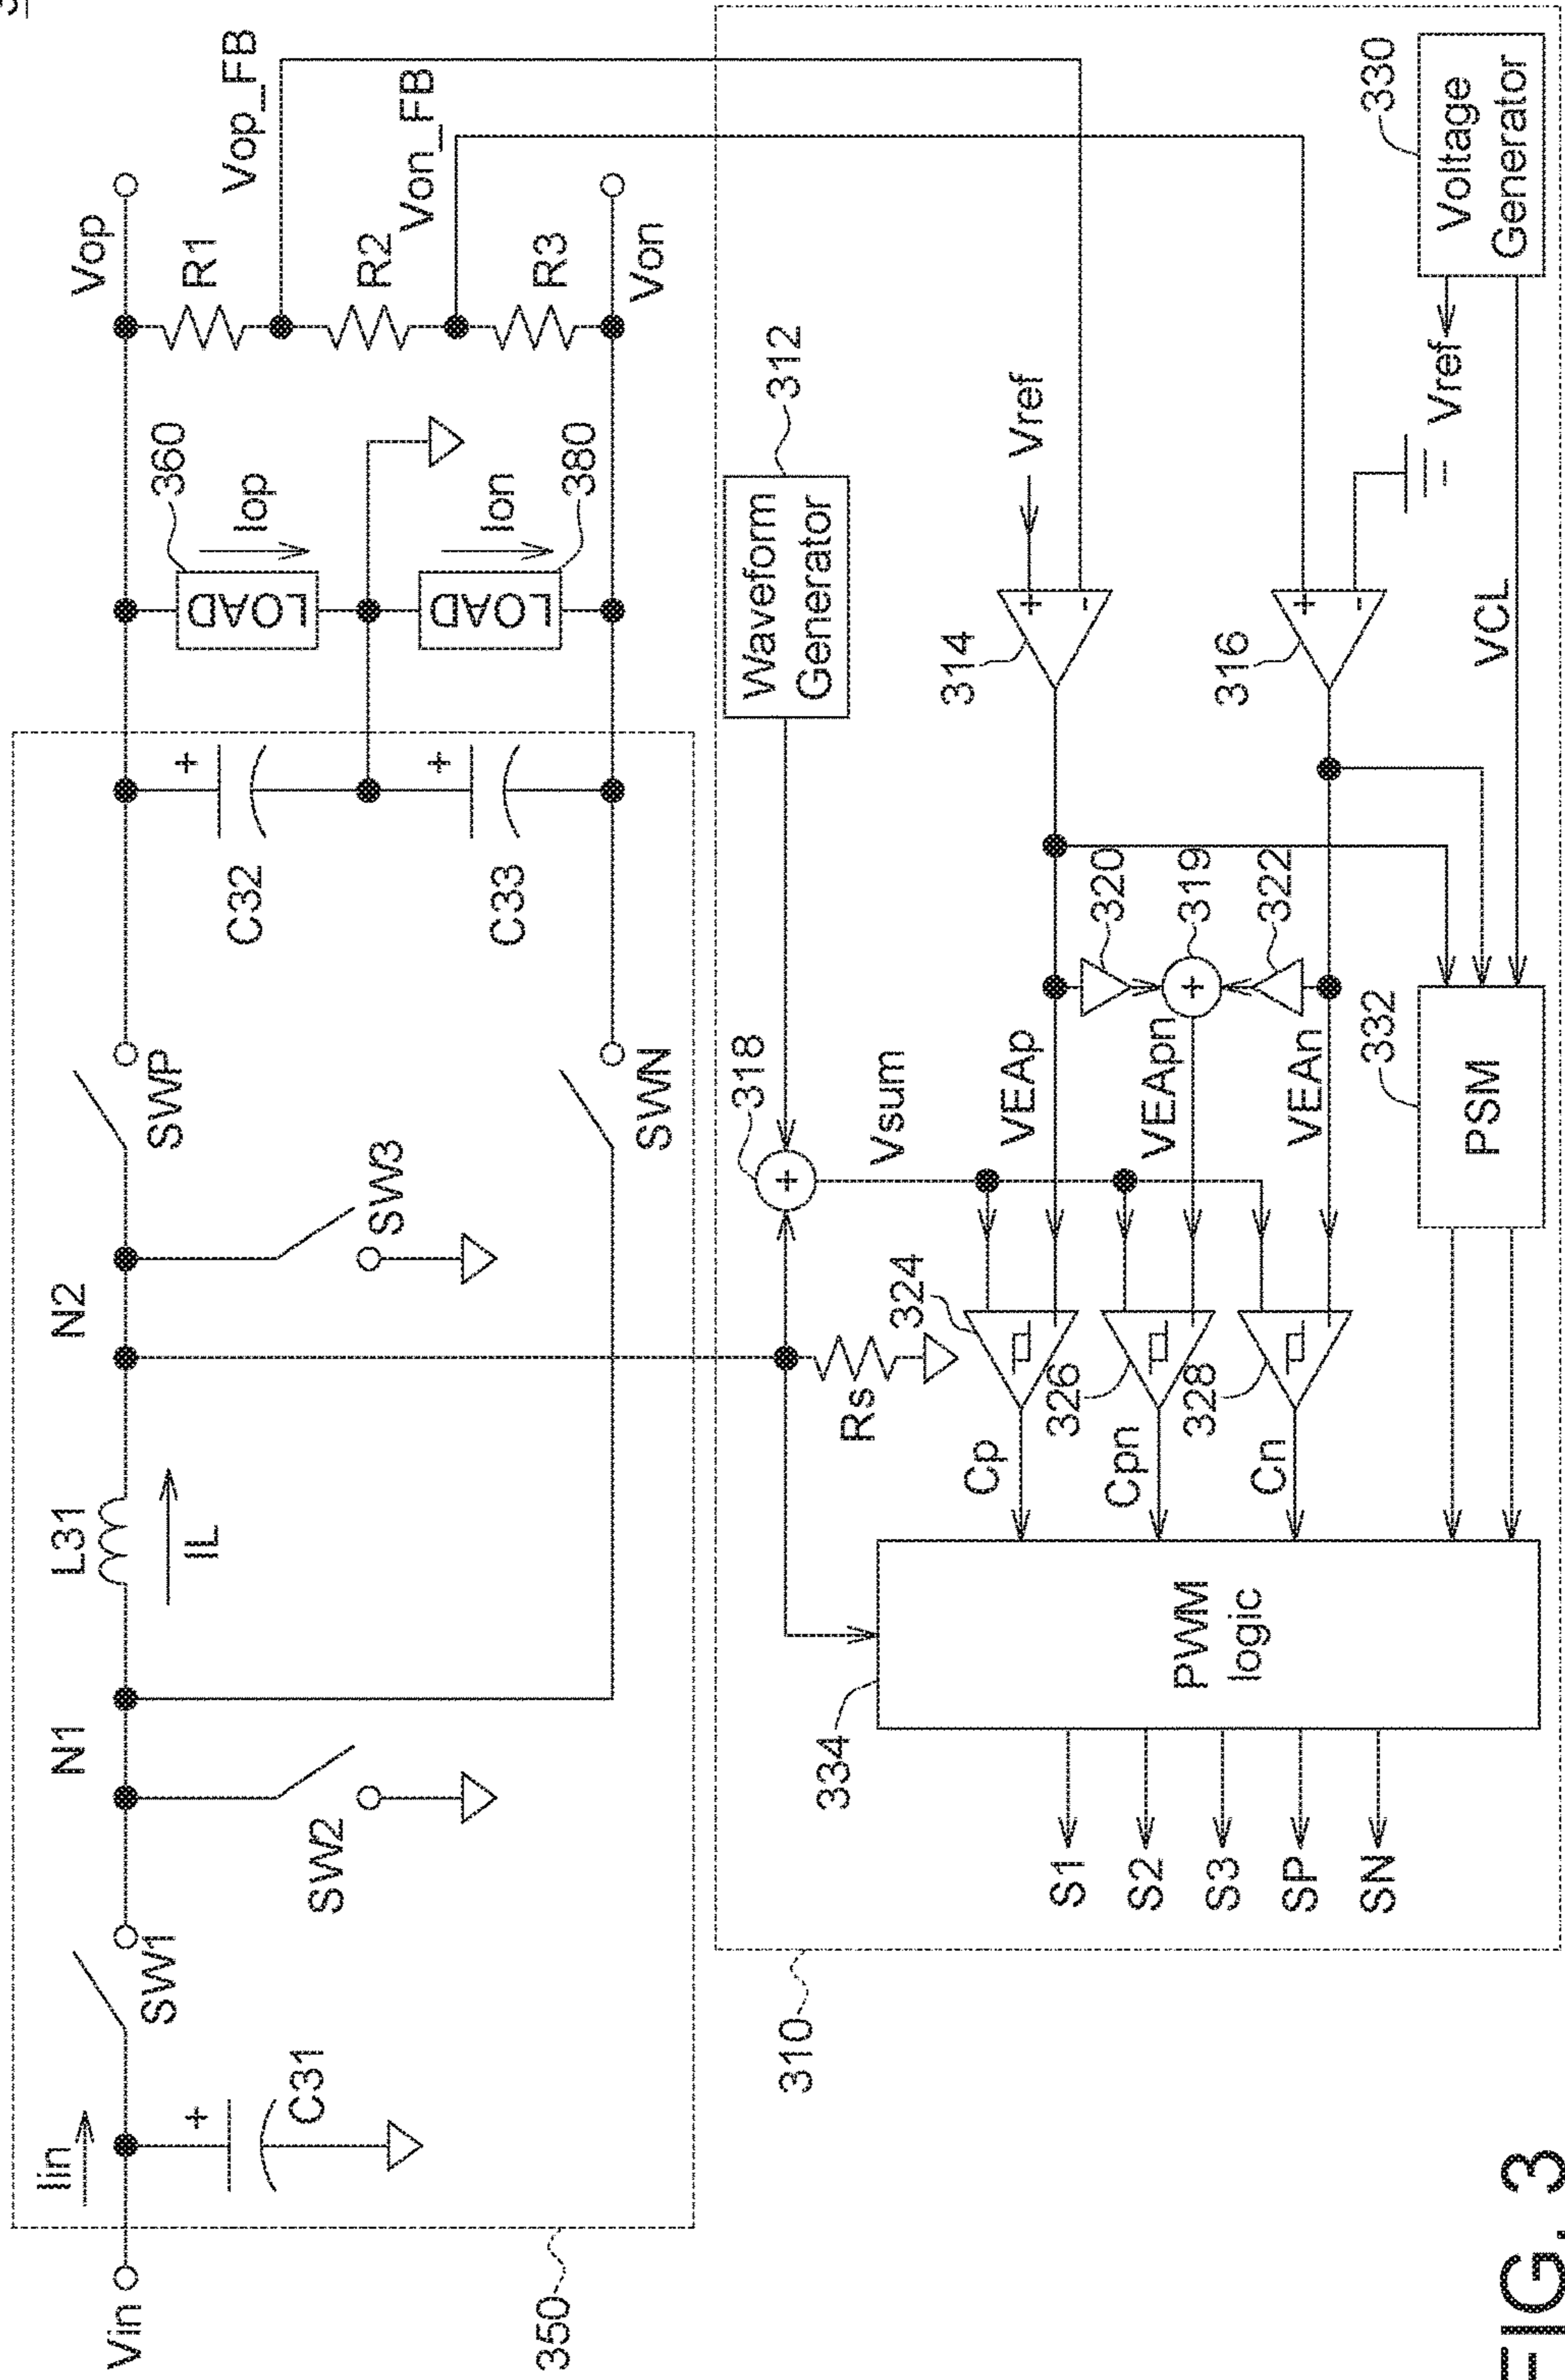 Vin
Iin
C31
SW1
SW2
N1
L31
IL
N2
SW3
SWP
SWN
+
C32
+
C33
+
LOAD
360
Iop
LOAD
380
Ion
Vop
R1
R2
R3
Von
Vop_FB
Von_FB
350
310
Waveform
Generator
312
318
+
Vsum
Rs
Vref
+
-
314
+
-
316
320
319
+
322
VEAp
VEApn
VEAn
324
326
328
Cp
Cpn
Cn
PWM
logic
334
S1
S2
S3
SP
SN
PSM
332
VCL
Vref
Voltage
Generator
330
FIG. 3